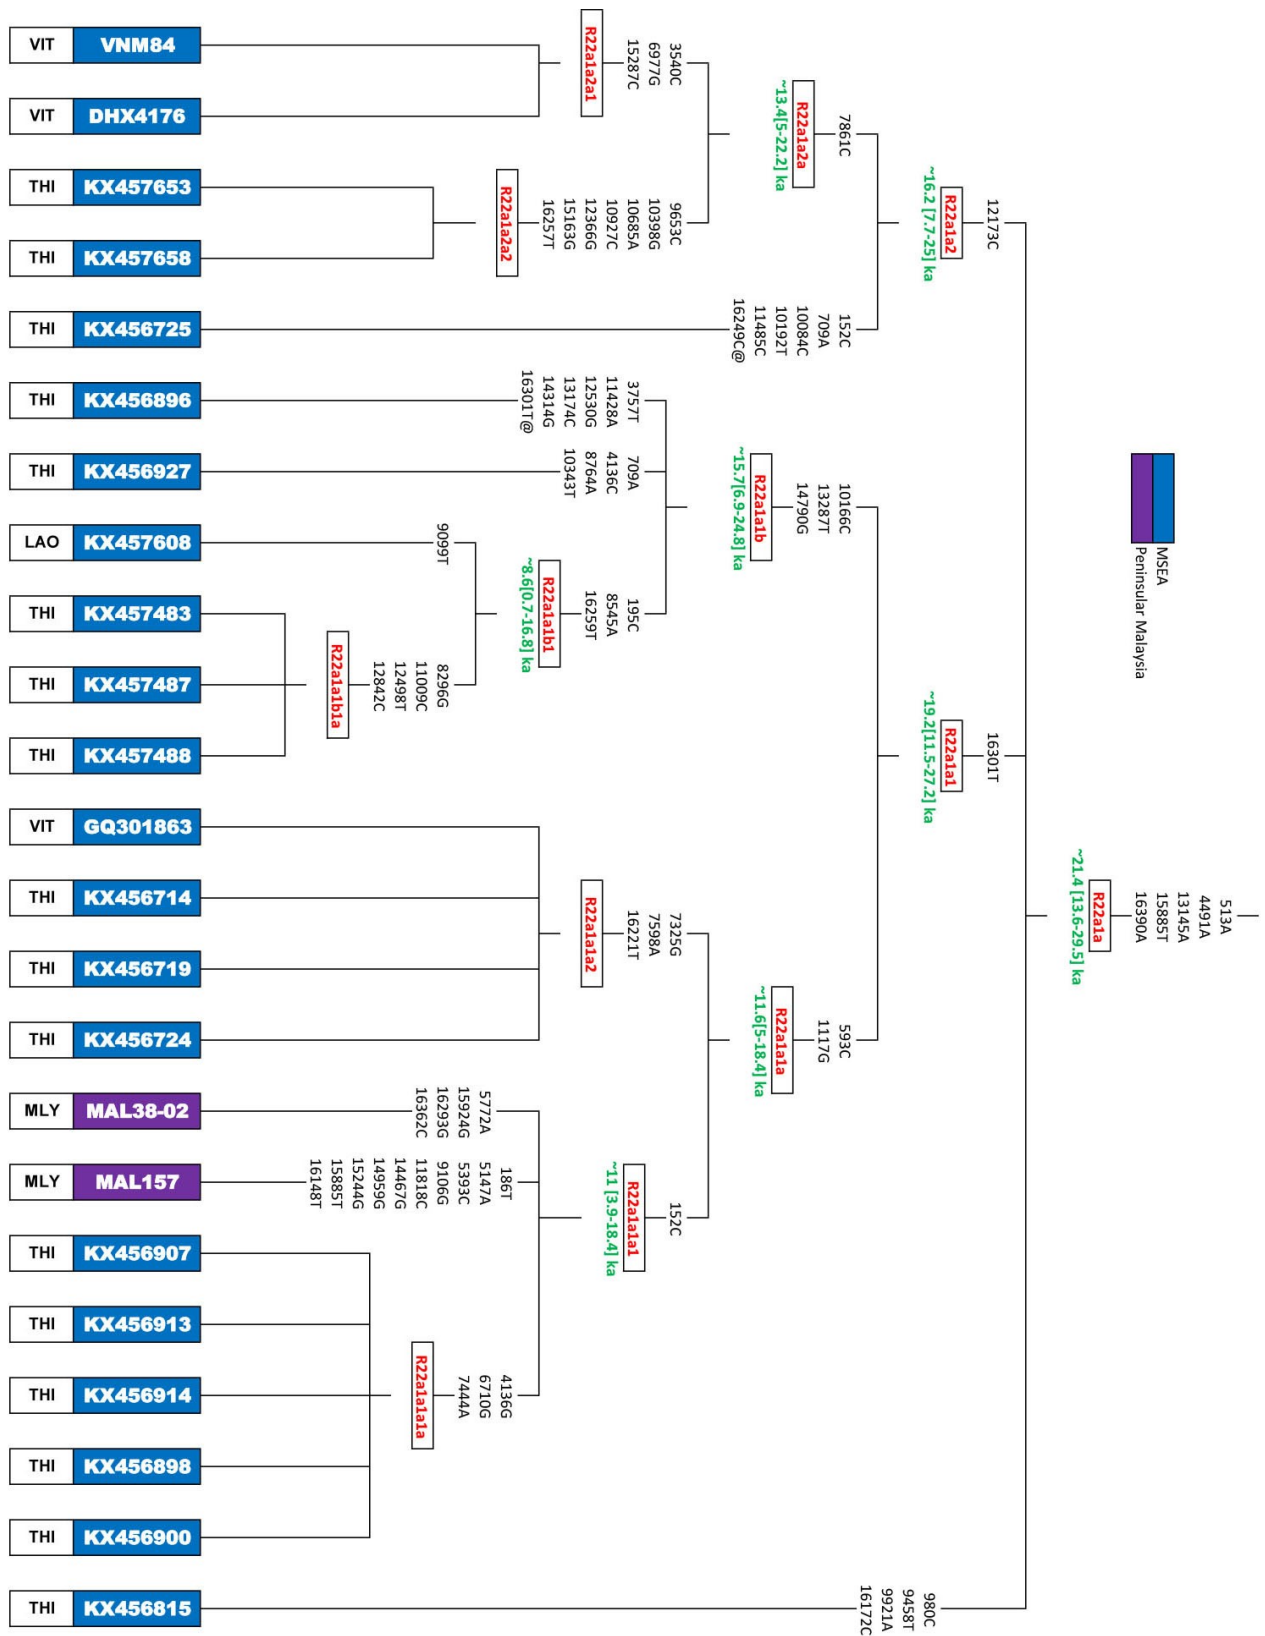 513A
4491A
13145A
15885T
16390A
R22a1a
~21.4 [13.6-29.5] ka
MSEA
Peninsular Malaysia
12173C
R22a1a2
~16.2 [7.7-25] ka
7861C
R22a1a2a
~13.4[5-22.2] ka
3540C
6977G
15287C
R22a1a2a1
9653C
10398G
10685A
10927C
12366G
15163G
16257T
R22a1a2a2
152C
709A
10084C
10192T
11485C
16249C@
16301T
R22a1a1
~19.2[11.5-27.2] ka
10166C
13287T
14790G
R22a1a1b
~15.7[6.9-24.8] ka
3757T
11428A
12530G
13174C
14314G
16301T@
709A
4136C
8764A
10343T
195C
8545A
16259T
R22a1a1b1
~8.6[0.7-16.8] ka
9099T
8296G
11009C
12498T
12842C
R22a1a1b1a
593C
1117G
R22a1a1a
~11.6[5-18.4] ka
7325G
7598A
16221T
R22a1a1a2
152C
R22a1a1a1
~11 [3.9-18.4] ka
5772A
15924G
16293G
16362C
186T
5147A
5393C
9106G
11818C
14467G
14959G
15244G
15885T
16148T
4136G
6710G
7444A
R22a1a1a1a
980C
9458T
9921A
16172C
VIT VNM84
VIT DHX4176
THI KX457653
THI KX457658
THI KX456725
THI KX456896
THI KX456927
LAO KX457608
THI KX457483
THI KX457487
THI KX457488
VIT GQ301863
THI KX456714
THI KX456719
THI KX456724
MLY MAL38-02
MLY MAL157
THI KX456907
THI KX456913
THI KX456914
THI KX456898
THI KX456900
THI KX456815